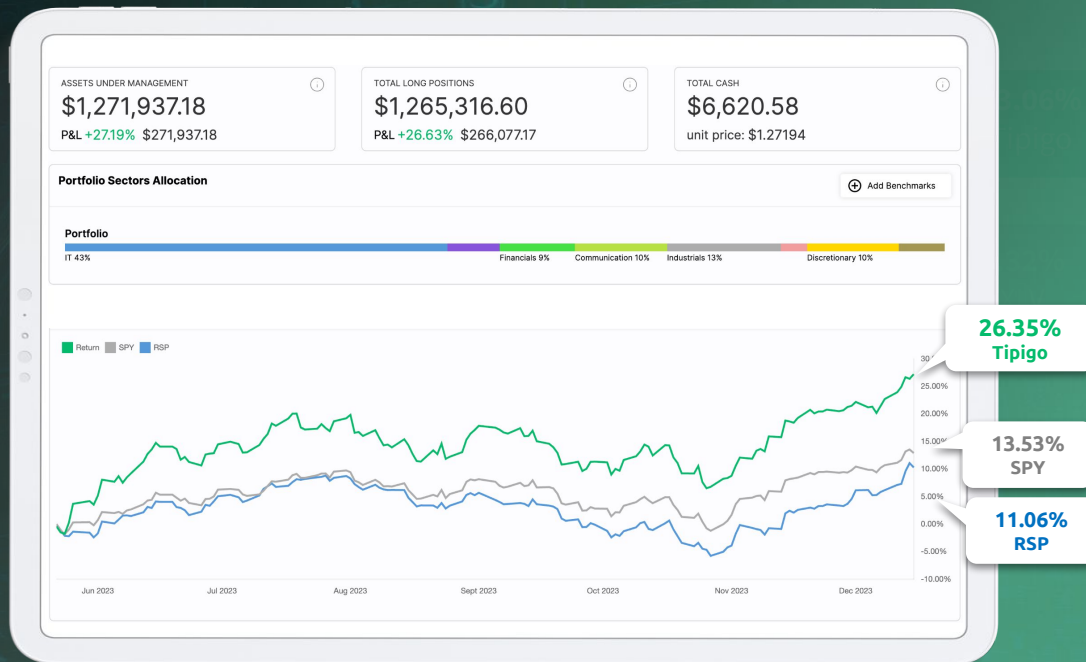 ASSETS UNDER MANAGEMENT
$1,271,937.18
P&L +27.19% $271,937.18
TOTAL LONG POSITIONS
$1,265,316.60
P&L +26.63% $266,077.17
TOTAL CASH
$6,620.58
unit price: $1.27194
Portfolio Sectors Allocation
Add Benchmarks
Portfolio
IT 43% Financials 9% Communication 10% Industrials 13% Discretionary 10%
Return SPY RSP
26.35%
Tipigo
25.00%
20.00%
15.00%
13.53%
SPY
10.00%
5.00%
11.06%
RSP
0.00%
-5.00%
-10.00%
Jun 2023 Jul 2023 Aug 2023 Sept 2023 Oct 2023 Nov 2023 Dec 2023